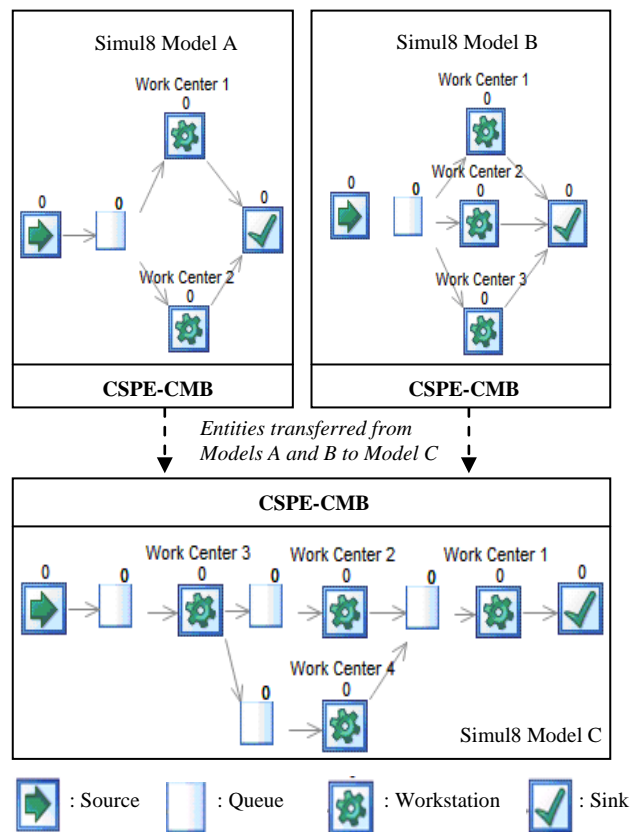 Simul8 Model A
Work Center 1
0
0
0
0
Work Center 2
0
CSPE-CMB
Simul8 Model B
Work Center 1
0
Work Center 2
0
0
0
0
Work Center 3
0
CSPE-CMB
Entities transferred from
Models A and B to Model C
CSPE-CMB
Work Center 3
Work Center 2
Work Center 1
0
0
0
0
0
0
0
0
Work Center 4
0
0
Simul8 Model C
: Source
: Queue
: Workstation
: Sink